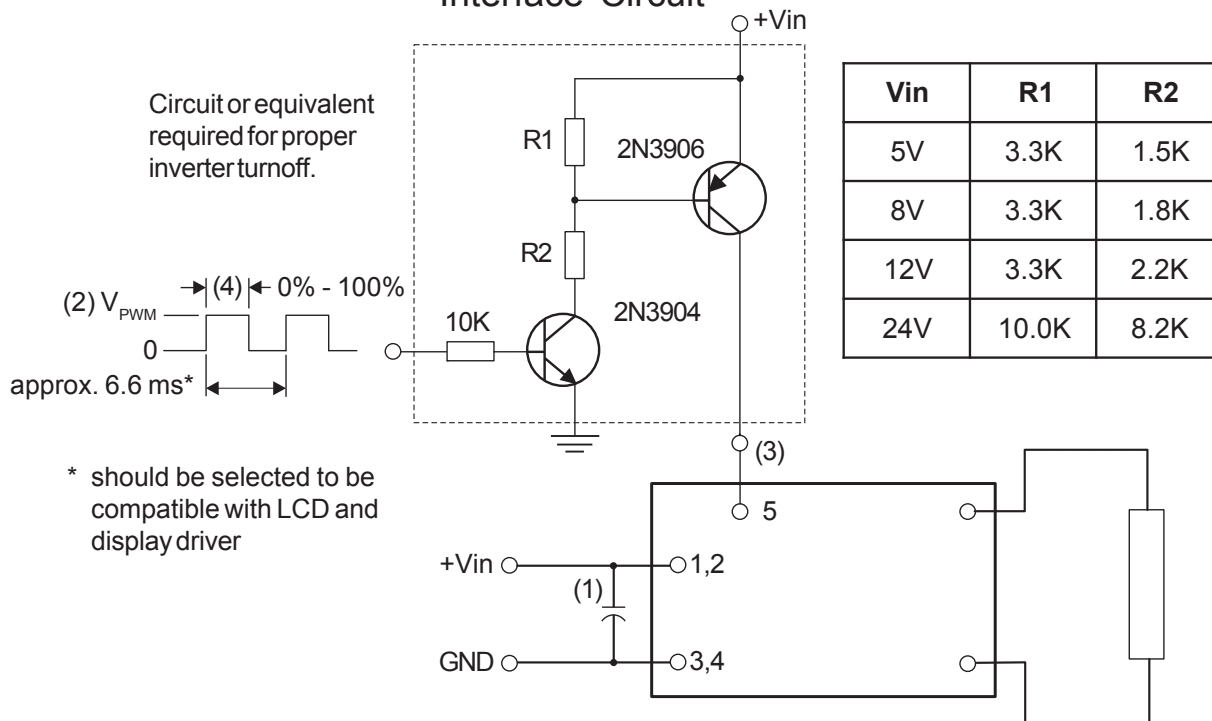 Interface Circuit
+Vin
Circuit or equivalent
required for proper
inverter turnoff.
R1
2N3906
R2
2N3904
10K
(2) VPWM
(4)
0% - 100%
0
approx. 6.6 ms*
* should be selected to be
compatible with LCD and
display driver
(3)
5
+Vin
1,2
(1)
GND
3,4
Vin R1 R2
5V 3.3K 1.5K
8V 3.3K 1.8K
12V 3.3K 2.2K
24V 10.0K 8.2K